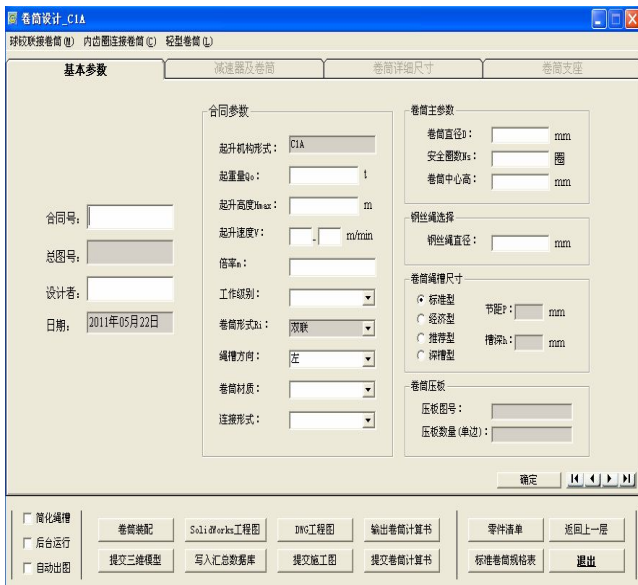 卷筒设计_C1A
球铰联接卷筒(M) 内齿圈连接卷筒(C) 轻型卷筒(L)
基本参数 减速器及卷筒 卷筒详细尺寸 卷筒支座
合同号:
总图号:
设计者:
日期: 2011年05月22日
合同参数
起升机构形式: C1A
起重量Qo: t
起升高度Hmax: m
起升速度V: - m/min
倍率m:
工作级别:
卷筒形式Ri: 双联
绳槽方向: 左
卷筒材质:
连接形式:
卷筒主参数
卷筒直径D: mm
安全圈数Ns: 圈
卷筒中心高: mm
钢丝绳选择
钢丝绳直径: mm
卷筒绳槽尺寸
标准型
经济型
推荐型
深槽型
节距P: mm
槽深h: mm
卷筒压板
压板图号:
压板数量(单边):
确定
简化绳槽
后台运行
自动出图
卷筒装配 SolidWorks工程图 DWG工程图 输出卷筒计算书 零件清单 返回上一层
提交三维模型 写入汇总数据库 提交施工图 提交卷筒计算书 标准卷筒规格表 退出